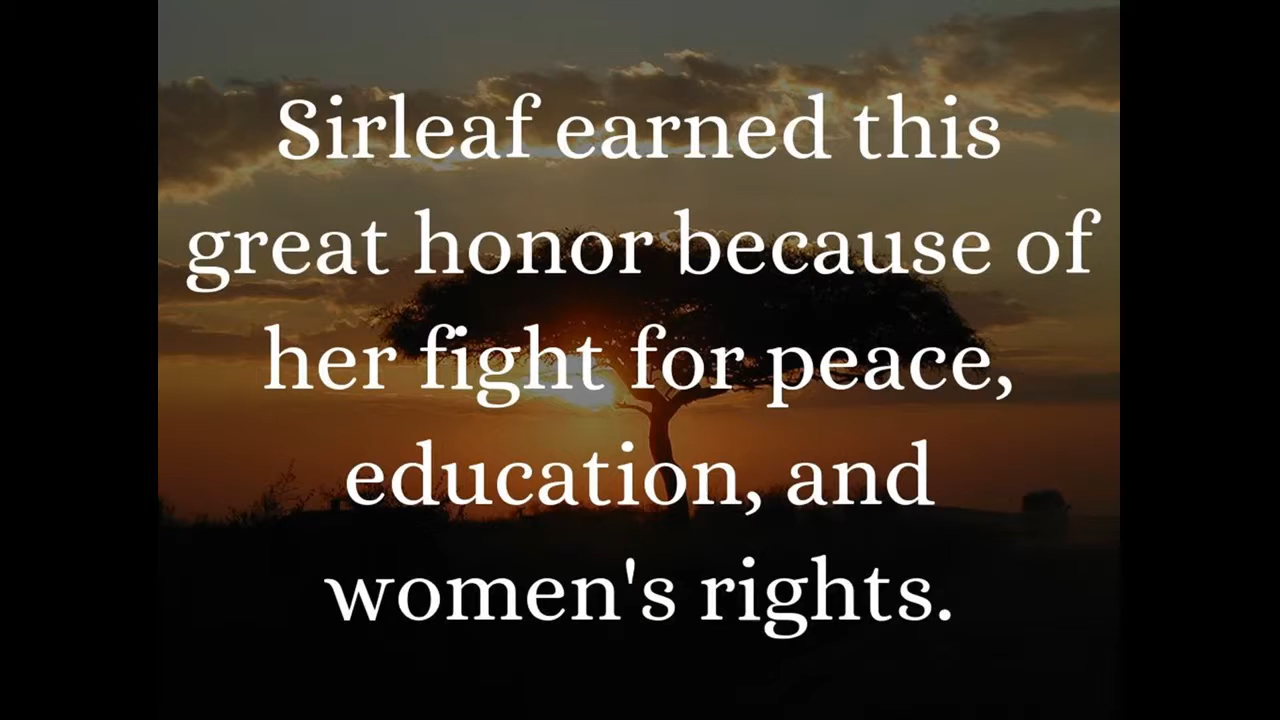 Sirleaf earned this
great honor because of
her fight for peace,
education, and
women's rights.